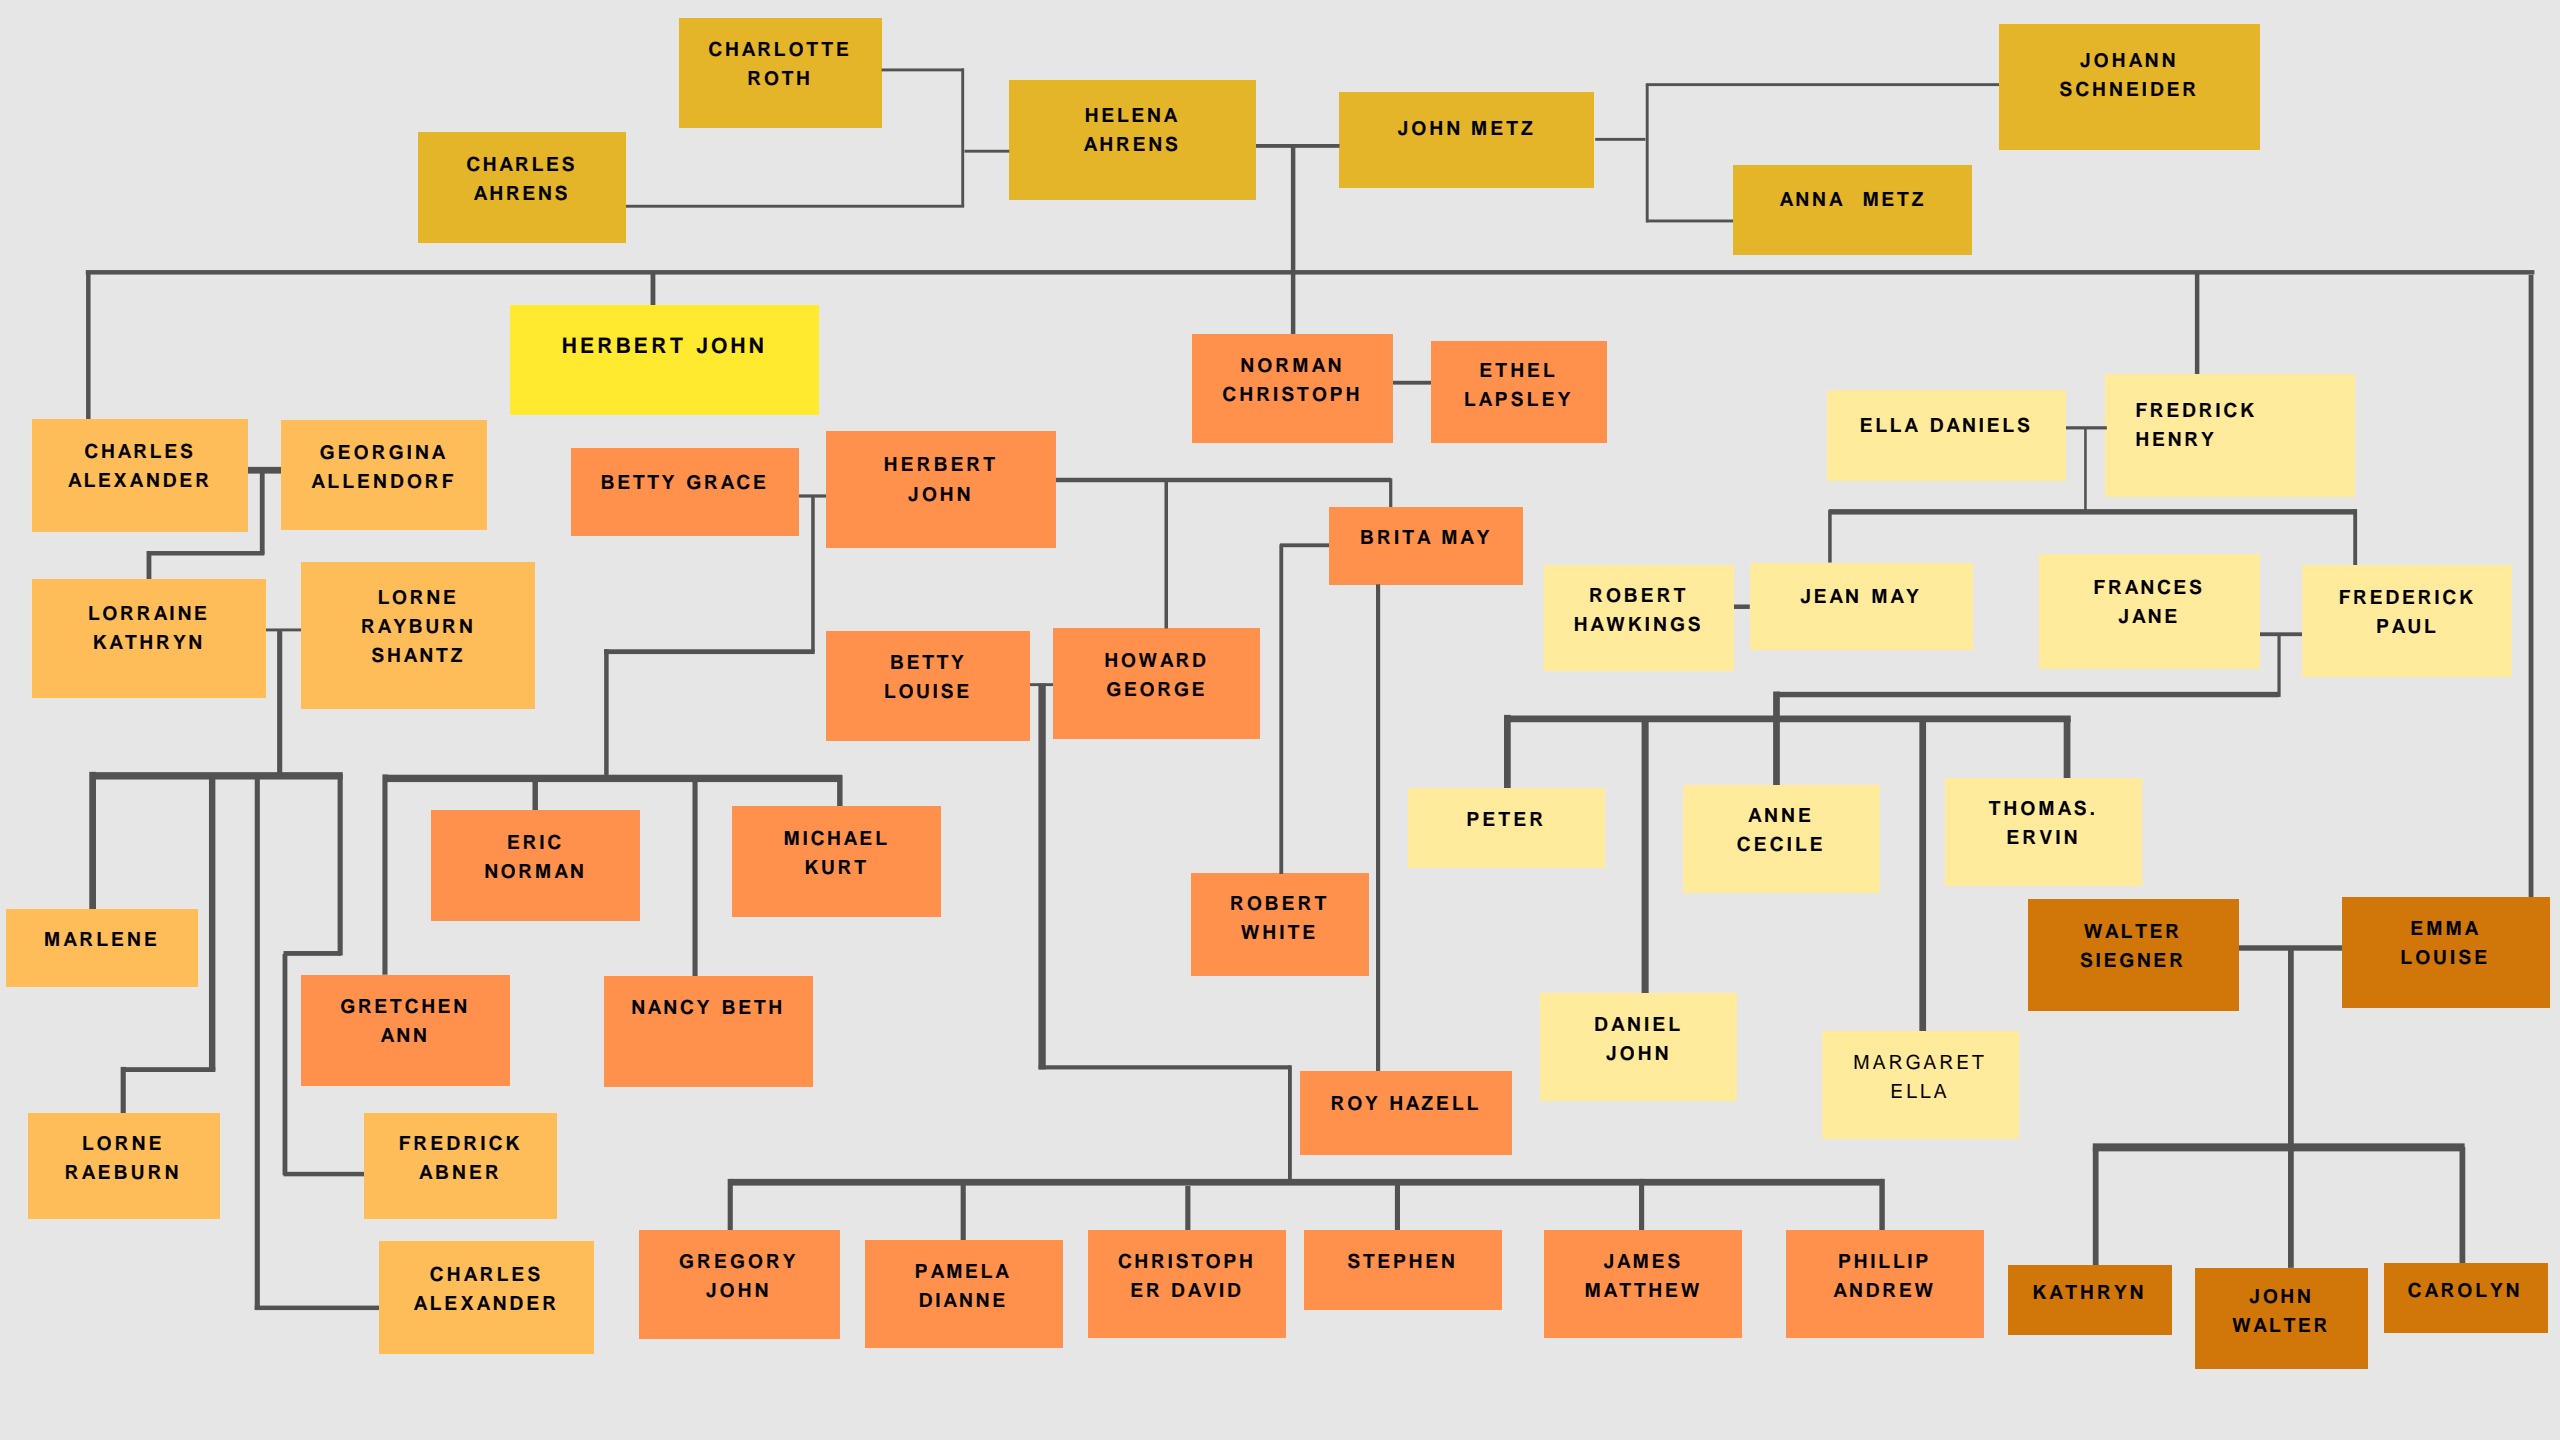 CHARLOTTE
ROTH
JOHANN
SCHNEIDER
HELENA
AHRENS
JOHN METZ
CHARLES
AHRENS
ANNA  METZ
HERBERT JOHN
NORMAN
CHRISTOPH
ETHEL
LAPSLEY
ELLA DANIELS
FREDRICK
HENRY
CHARLES
ALEXANDER
GEORGINA
ALLENDORF
BETTY GRACE
HERBERT
JOHN
BRITA MAY
LORRAINE
KATHRYN
LORNE
RAYBURN
SHANTZ
ROBERT
HAWKINGS
JEAN MAY
FRANCES
JANE
FREDERICK
PAUL
BETTY
LOUISE
HOWARD
GEORGE
PETER
ANNE
CECILE
THOMAS.
ERVIN
ERIC
NORMAN
MICHAEL
KURT
ROBERT
WHITE
WALTER
SIEGNER
EMMA
LOUISE
MARLENE
GRETCHEN
ANN
NANCY BETH
DANIEL
JOHN
MARGARET
ELLA
ROY HAZELL
LORNE
RAEBURN
FREDRICK
ABNER
CHARLES
ALEXANDER
GREGORY
JOHN
PAMELA
DIANNE
CHRISTOPH
ER DAVID
STEPHEN
JAMES
MATTHEW
PHILLIP
ANDREW
KATHRYN
JOHN
WALTER
CAROLYN